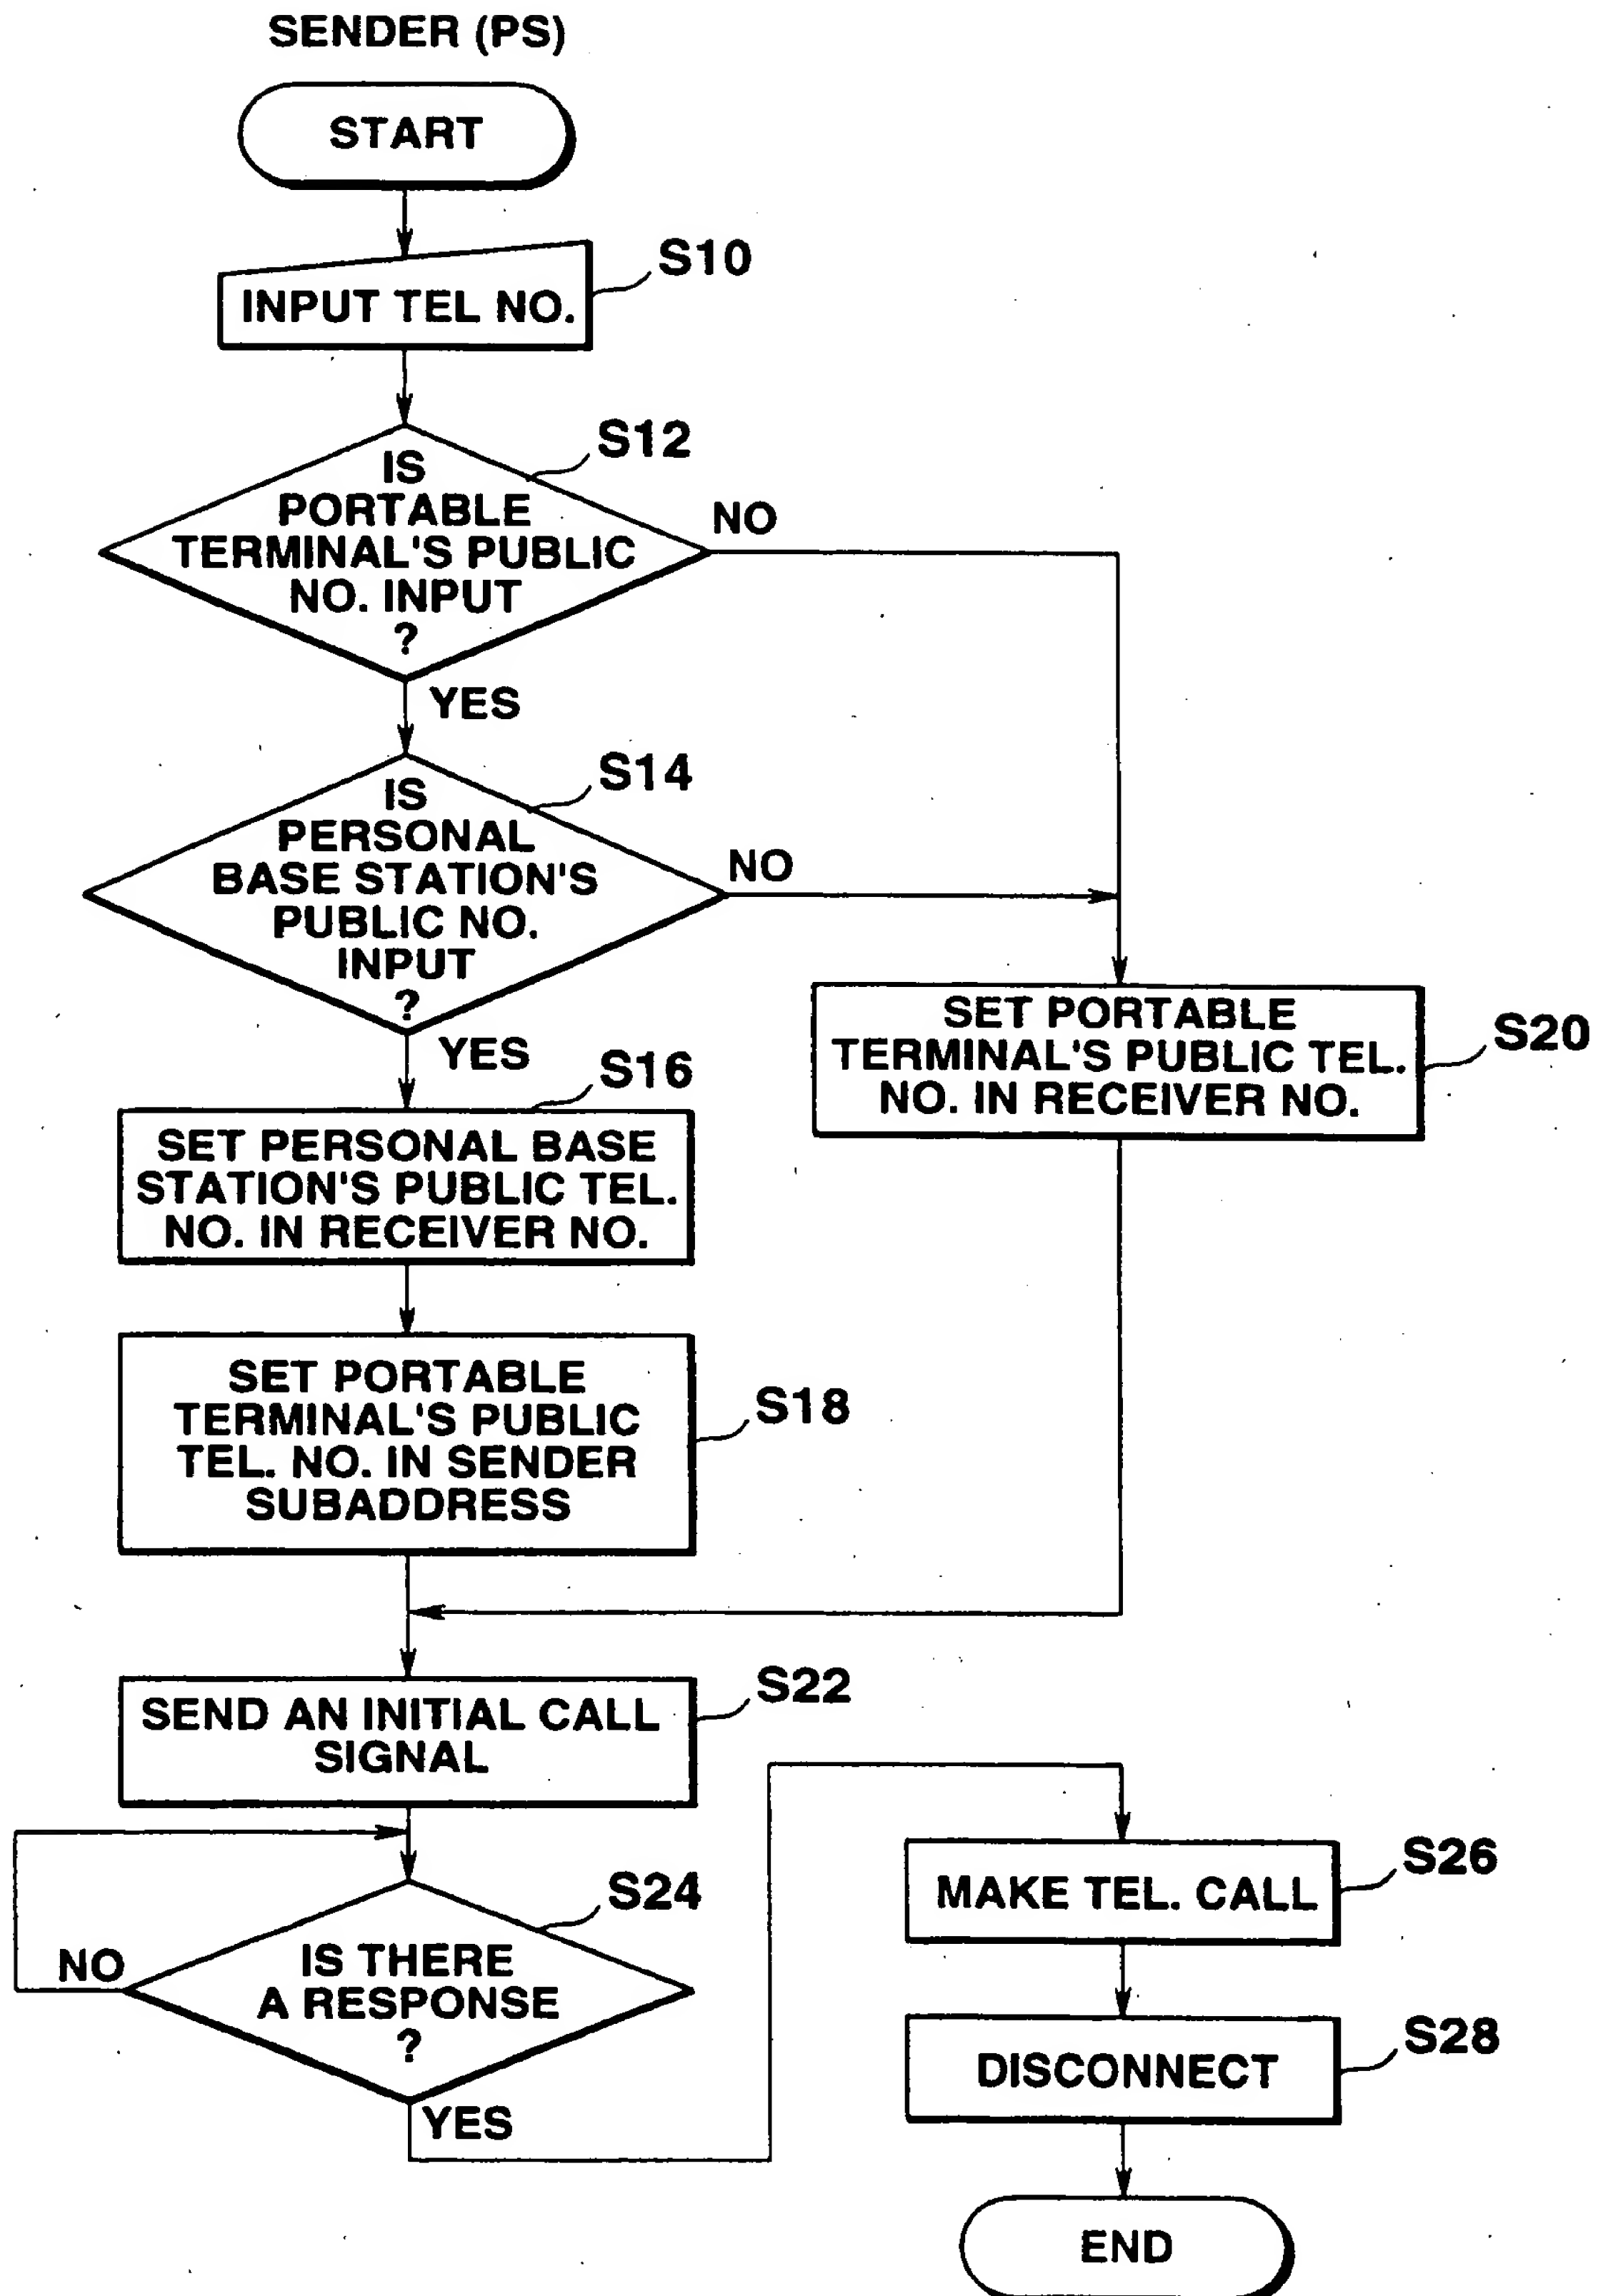 SENDER (PS)
START
S10
INPUT TEL NO.
S12
IS
PORTABLE
TERMINAL'S PUBLIC
NO. INPUT
?
NO
YES
S14
IS
PERSONAL
BASE STATION'S
PUBLIC NO.
INPUT
?
NO
YES
S16
SET PERSONAL BASE
STATION'S PUBLIC TEL.
NO. IN RECEIVER NO.
SET PORTABLE
TERMINAL'S PUBLIC TEL.
NO. IN RECEIVER NO.
S20
SET PORTABLE
TERMINAL'S PUBLIC
TEL. NO. IN SENDER
SUBADDRESS
S18
SEND AN INITIAL CALL
SIGNAL
S22
S24
IS THERE
A RESPONSE
?
NO
YES
MAKE TEL. CALL
S26
DISCONNECT
S28
END